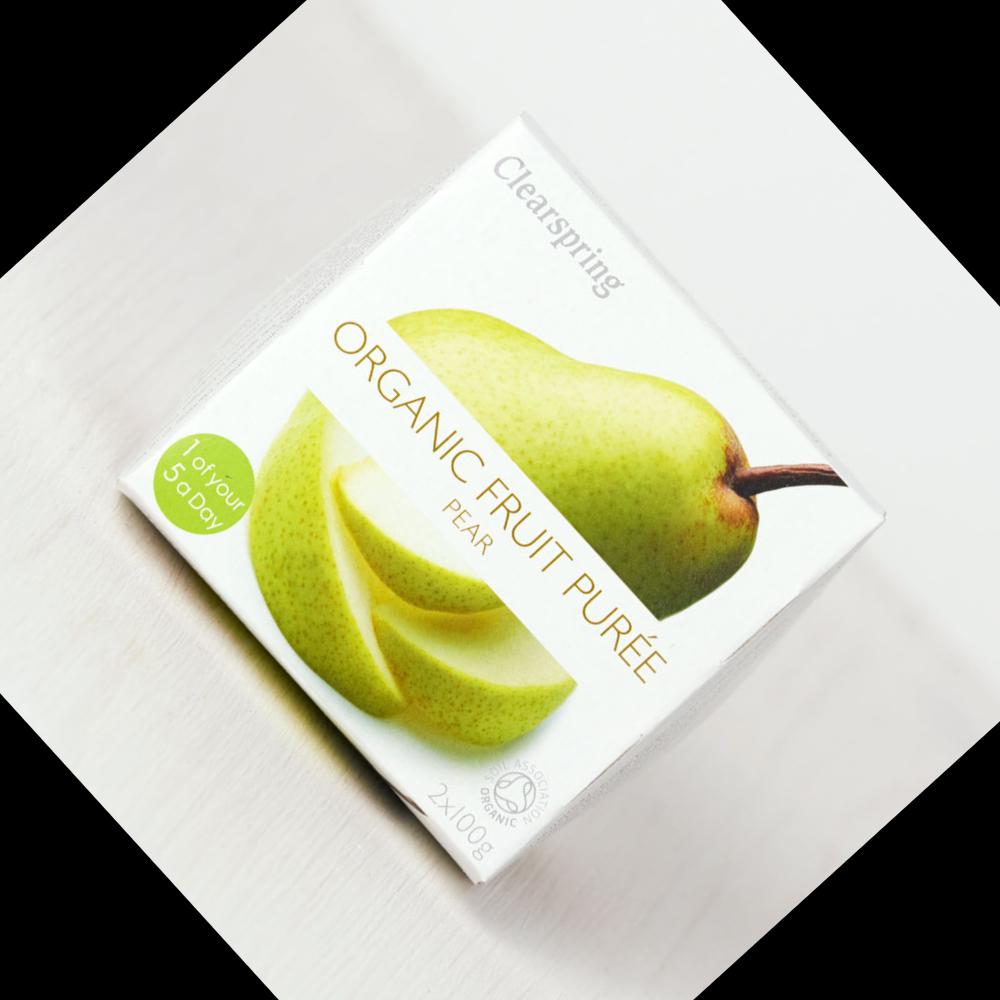 Clearspring
ORGANIC FRUIT PURÉE
PEAR
1 of your
5 a Day
SOIL ASSOCIATION
ORGANIC
2x100g